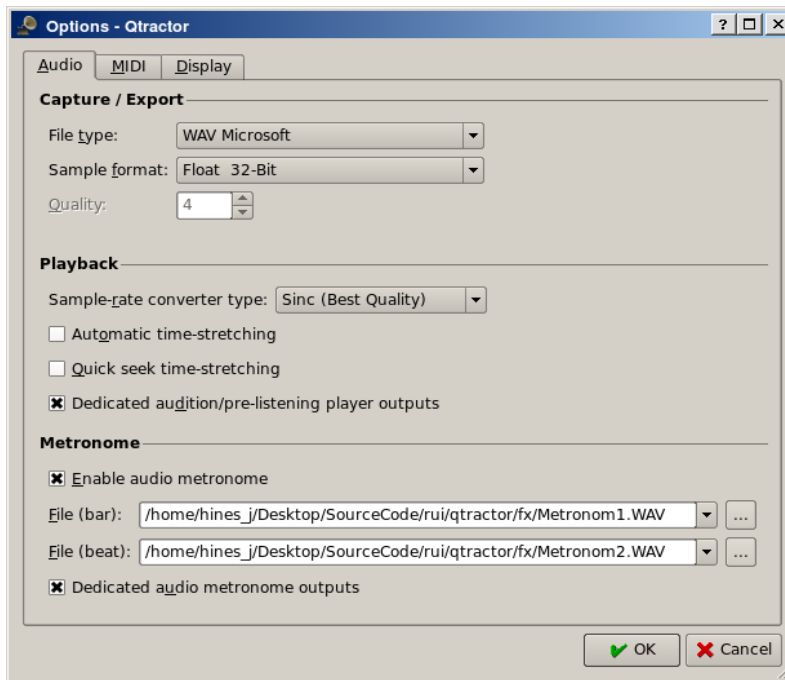 Options - Qtractor
Audio MIDI Display
Capture / Export
File type: WAV Microsoft
Sample format: Float 32-Bit
Quality: 4
Playback
Sample-rate converter type: Sinc (Best Quality)
Automatic time-stretching
Quick seek time-stretching
Dedicated audition/pre-listening player outputs
Metronome
Enable audio metronome
File (bar): /home/hines_j/Desktop/SourceCode/rui/qtractor/fx/Metronom1.WAV ...
File (beat): /home/hines_j/Desktop/SourceCode/rui/qtractor/fx/Metronom2.WAV ...
Dedicated audio metronome outputs
OK Cancel